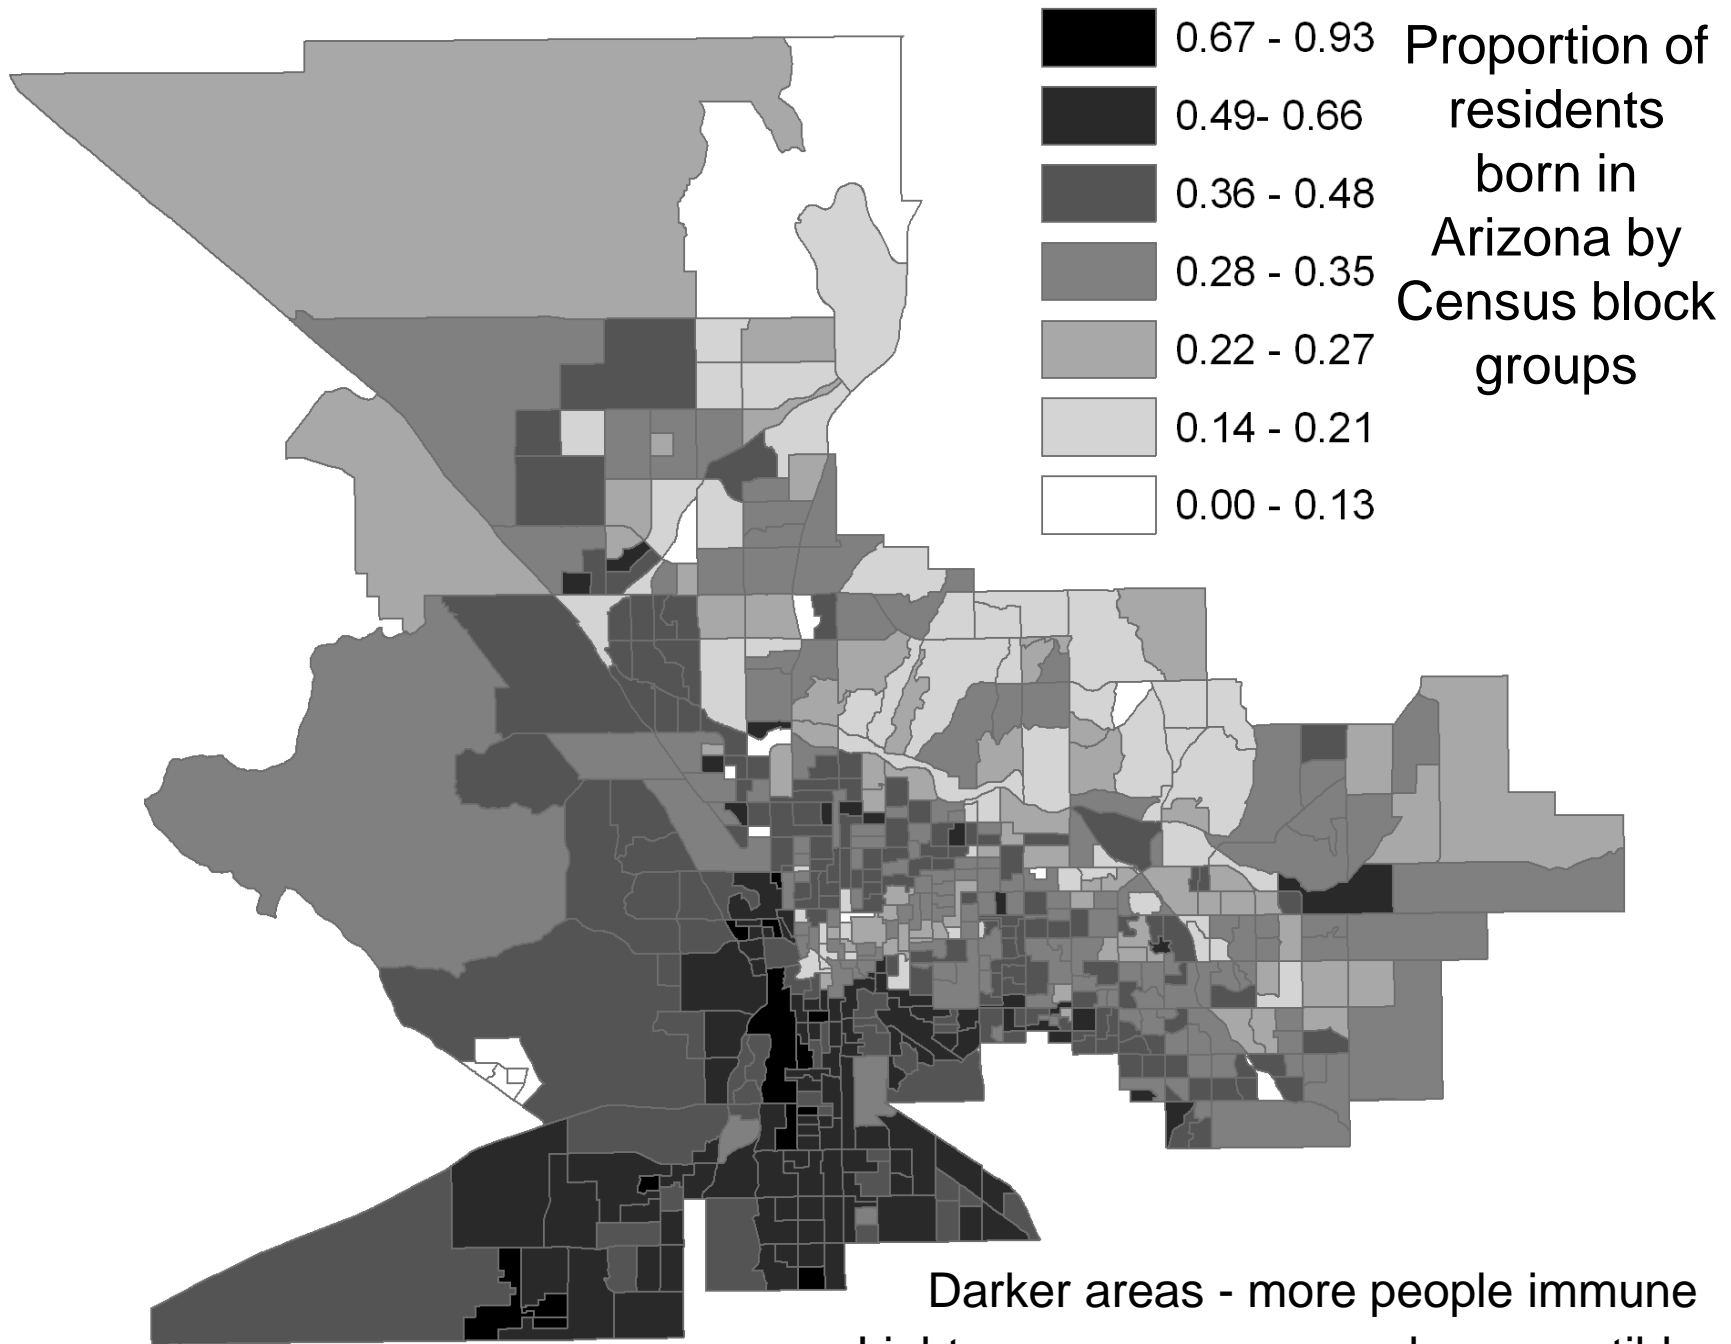 0.67 - 0.93
0.49- 0.66
0.36 - 0.48
0.28 - 0.35
0.22 - 0.27
0.14 - 0.21
0.00 - 0.13
Proportion of
residents
born in
Arizona by
Census block
groups
Darker areas - more people immune